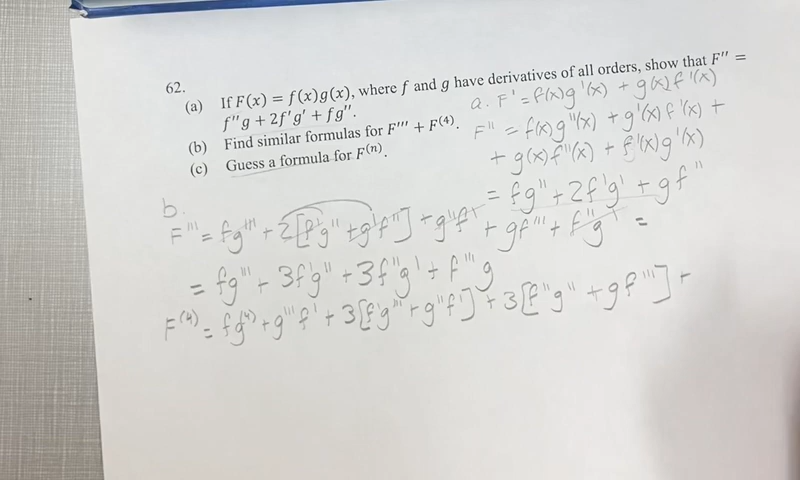 62.
(a) If F(x) = f(x)g(x), where f and g have derivatives of all orders, show that F'' =
f''g + 2f'g' + fg''.
(b) Find similar formulas for F''' + F⁽⁴⁾.
(c) Guess a formula for F⁽ⁿ⁾.
a. F' = f(x)g'(x) + g(x)f'(x)
F'' = f(x)g''(x) + g'(x)f'(x) +
+ g(x)f''(x) + f'(x)g'(x)
= fg'' + 2f'g' + gf''
b.
F''' = fg''' + 2[f'g'' + g'f''] + g''f' + gf''' + f''g' =
= fg''' + 3f'g'' + 3f''g' + f'''g
F⁽⁴⁾ = fg⁽⁴⁾ + g'''f' + 3[f'g''' + g''f'] + 3[f''g'' + gf'''] +